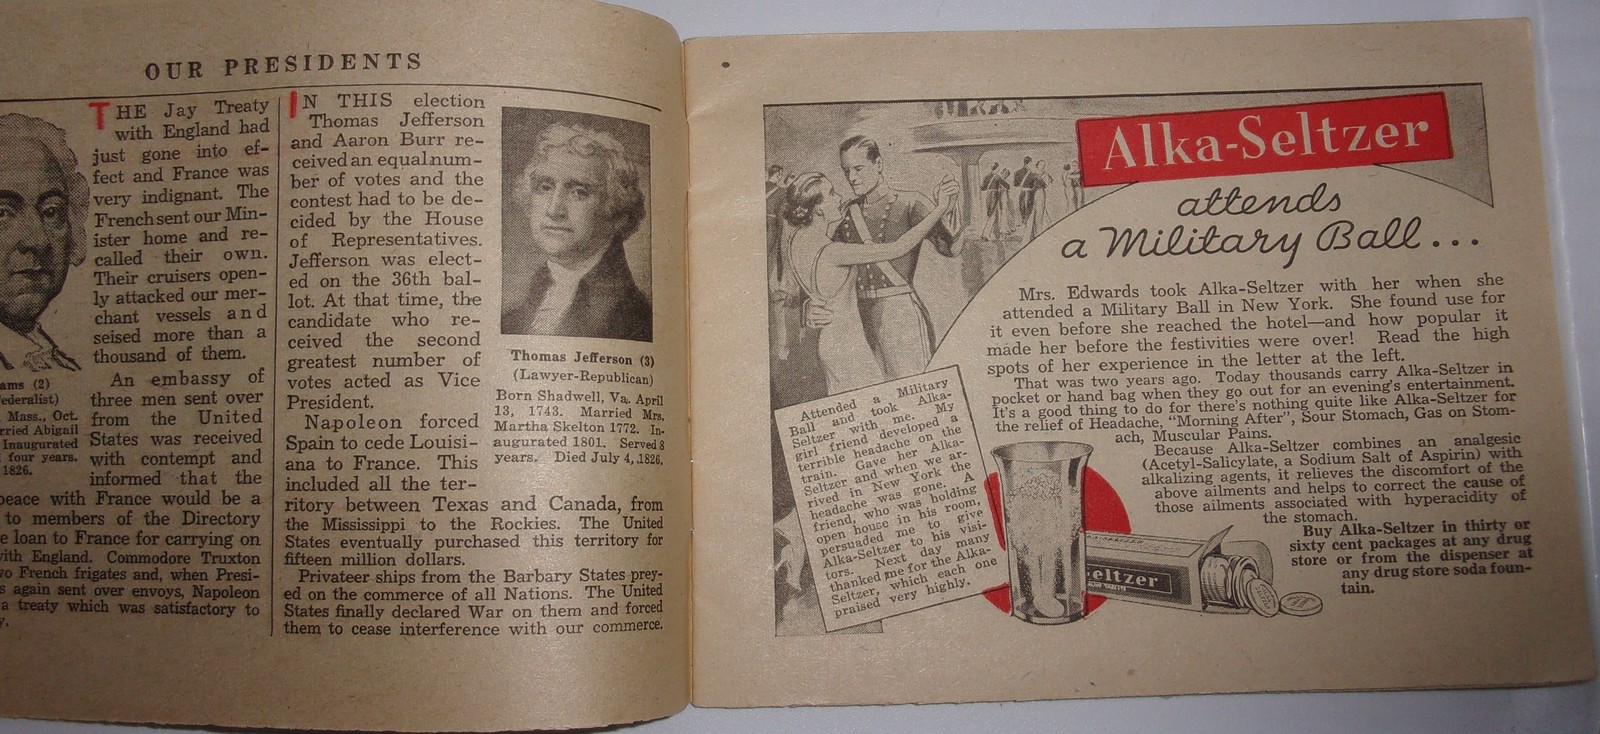 OUR PRESIDENTS
THE Jay Treaty
with England had
just gone into ef-
fect and France was
very indignant. The
French sent our Min-
ister home and re-
called their own.
Their cruisers open-
ly attacked our mer-
chant vessels and
seised more than a
thousand of them.
An embassy of
three men sent over
from the United
States was received
with contempt and
informed that the
peace with France would be a
to members of the Directory
loan to France for carrying on
with England. Commodore Truxton
French frigates and, when Presi-
again sent over envoys, Napoleon
a treaty which was satisfactory to
ams (2)
ederalist)
Mass., Oct.
rried Abigail
Inaugurated
four years.
1826.
IN THIS election
Thomas Jefferson
and Aaron Burr re-
ceived an equal num-
ber of votes and the
contest had to be de-
cided by the House
of Representatives.
Jefferson was elect-
ed on the 36th bal-
lot. At that time, the
candidate who re-
ceived the second
greatest number of
votes acted as Vice
President.
Napoleon forced
Spain to cede Louisi-
ana to France. This
included all the ter-
ritory between Texas and Canada, from
the Mississippi to the Rockies. The United
States eventually purchased this territory for
fifteen million dollars.
Privateer ships from the Barbary States prey-
ed on the commerce of all Nations. The United
States finally declared War on them and forced
them to cease interference with our commerce.
Thomas Jefferson (3)
(Lawyer-Republican)
Born Shadwell, Va. April
13, 1743. Married Mrs.
Martha Skelton 1772. In-
augurated 1801. Served 8
years. Died July 4, 1826.
Alka-Seltzer
attends
a Military Ball...
Mrs. Edwards took Alka-Seltzer with her when she
attended a Military Ball in New York. She found use for
it even before she reached the hotel—and how popular it
made her before the festivities were over! Read the high
spots of her experience in the letter at the left.
That was two years ago. Today thousands carry Alka-Seltzer in
pocket or hand bag when they go out for an evening's entertainment.
It's a good thing to do for there's nothing quite like Alka-Seltzer for
the relief of Headache, "Morning After", Sour Stomach, Gas on Stom-
ach, Muscular Pains.
Because Alka-Seltzer combines an analgesic
(Acetyl-Salicylate, a Sodium Salt of Aspirin) with
alkalizing agents, it relieves the discomfort of the
above ailments and helps to correct the cause of
those ailments associated with hyperacidity of
the stomach.
Buy Alka-Seltzer in thirty or
sixty cent packages at any drug
store or from the dispenser at
any drug store soda foun-
tain.
Attended a Military
Ball and took Alka-
Seltzer with me. My
girl friend developed a
terrible headache on the
train. Gave her Alka-
Seltzer and when we ar-
rived in New York the
headache was gone. A
friend, who was holding
open house in his room,
persuaded me to give
Alka-Seltzer to his visi-
tors. Next day many
thanked me for the Alka-
Seltzer, which each one
praised very highly.
eltzer